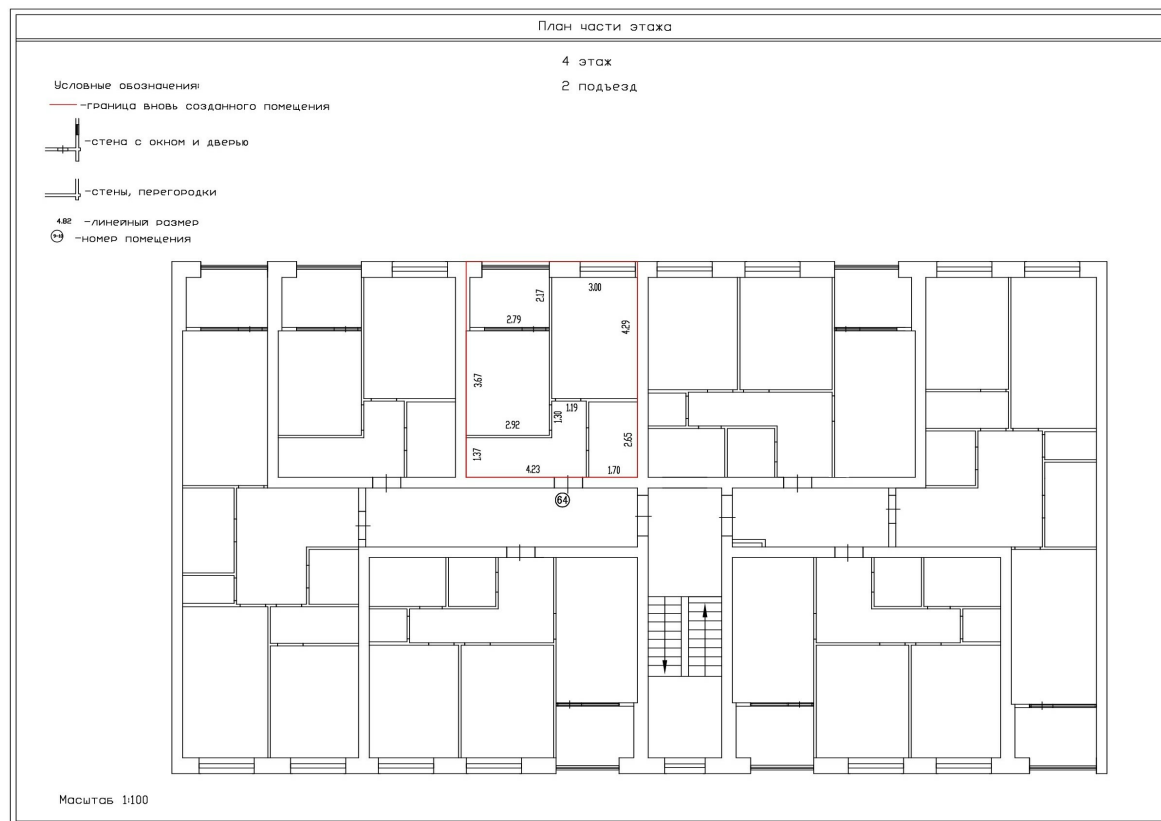 План части этажа
4 этаж
2 подъезд
Условные обозначения:
-граница вновь созданного помещения
-стена с окном и дверью
-стены, перегородки
4.82 -линейный размер
-номер помещения
3.00
2.17
2.79
4.29
3.67
1.19
1.30
2.92
2.65
1.37
4.23
1.70
64
Масштаб 1:100